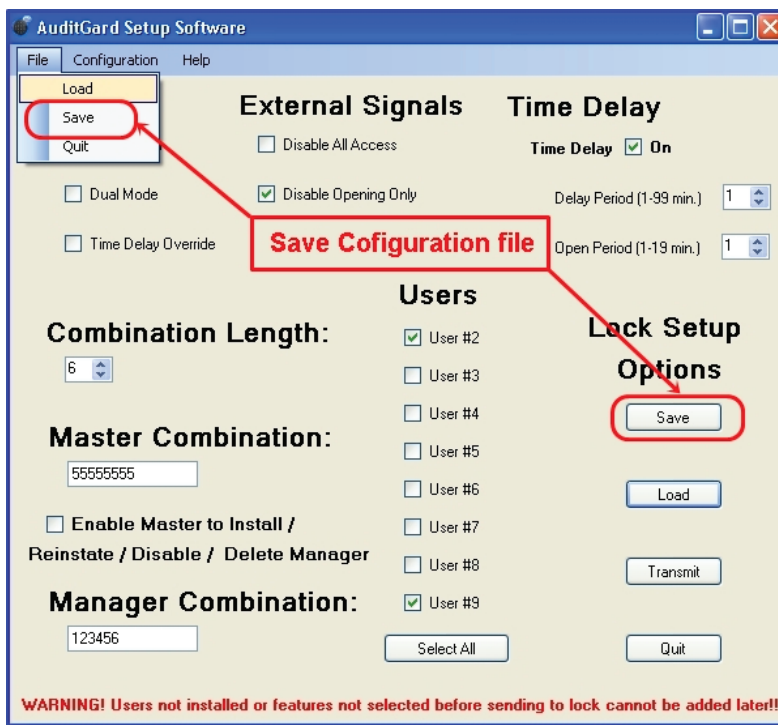 AuditGard Setup Software
File Configuration Help
Load
Save
Quit
External Signals
Disable All Access
Disable Opening Only
Time Delay
Time Delay On
Delay Period (1-99 min.) 1
Open Period (1-19 min.) 1
Dual Mode
Time Delay Override
Save Cofiguration file
Combination Length:
6
Master Combination:
55555555
Enable Master to Install /
Reinstate / Disable / Delete Manager
Manager Combination:
123456
Users
User #2
User #3
User #4
User #5
User #6
User #7
User #8
User #9
Select All
Lock Setup
Options
Save
Load
Transmit
Quit
WARNING! Users not installed or features not selected before sending to lock cannot be added later!!